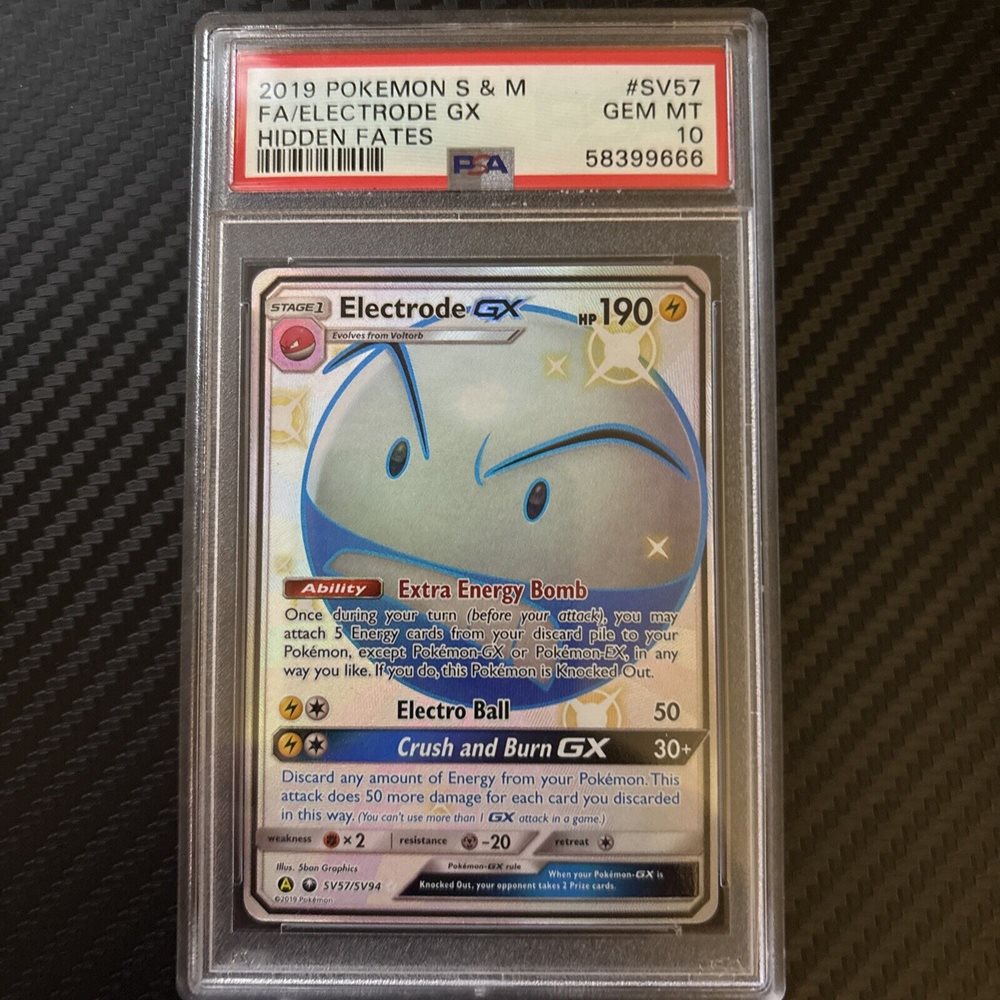 2019 POKEMON S & M #SV57
FA/ELECTRODE GX GEM MT
HIDDEN FATES 10
PSA 58399666
STAGE 1 Electrode GX HP 190
Evolves from Voltorb
Ability Extra Energy Bomb
Once during your turn (before your attack), you may
attach 5 Energy cards from your discard pile to your
Pokémon, except Pokémon-GX or Pokémon-EX, in any
way you like. If you do, this Pokémon is Knocked Out.
Electro Ball 50
Crush and Burn GX 30+
Discard any amount of Energy from your Pokémon. This
attack does 50 more damage for each card you discarded
in this way. (You can't use more than 1 GX attack in a game.)
weakness ×2 resistance -20 retreat
Illus. 5ban Graphics
Pokémon-GX rule
When your Pokémon-GX is
Knocked Out, your opponent takes 2 Prize cards.
A SV57/SV94
©2019 Pokémon